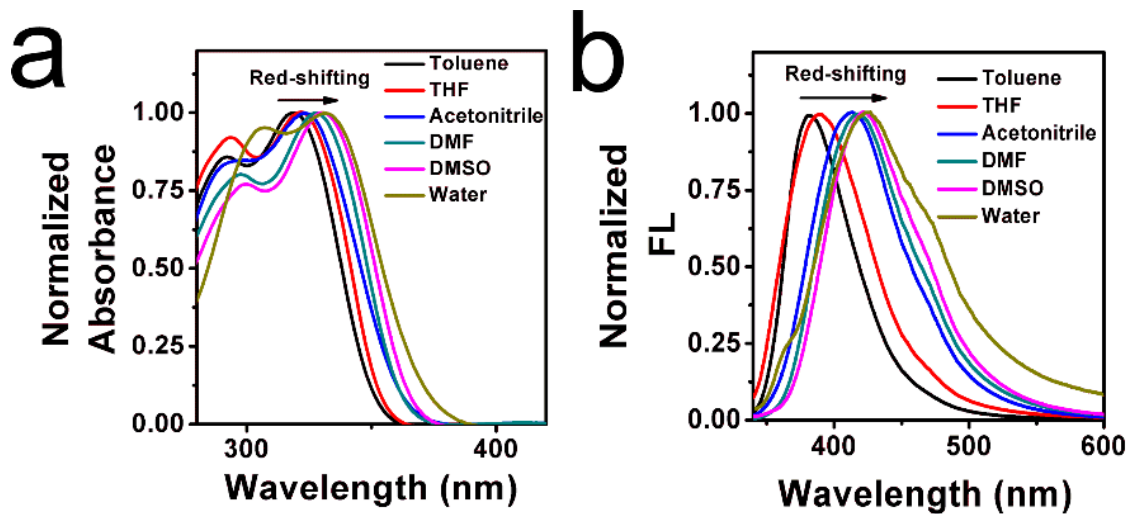 a
Normalized
Absorbance
1.00
0.75
0.50
0.25
0.00
Red-shifting
Toluene
THF
Acetonitrile
DMF
DMSO
Water
300
400
Wavelength (nm)
b
Normalized
FL
1.00
0.75
0.50
0.25
0.00
Red-shifting
Toluene
THF
Acetonitrile
DMF
DMSO
Water
400
500
600
Wavelength (nm)